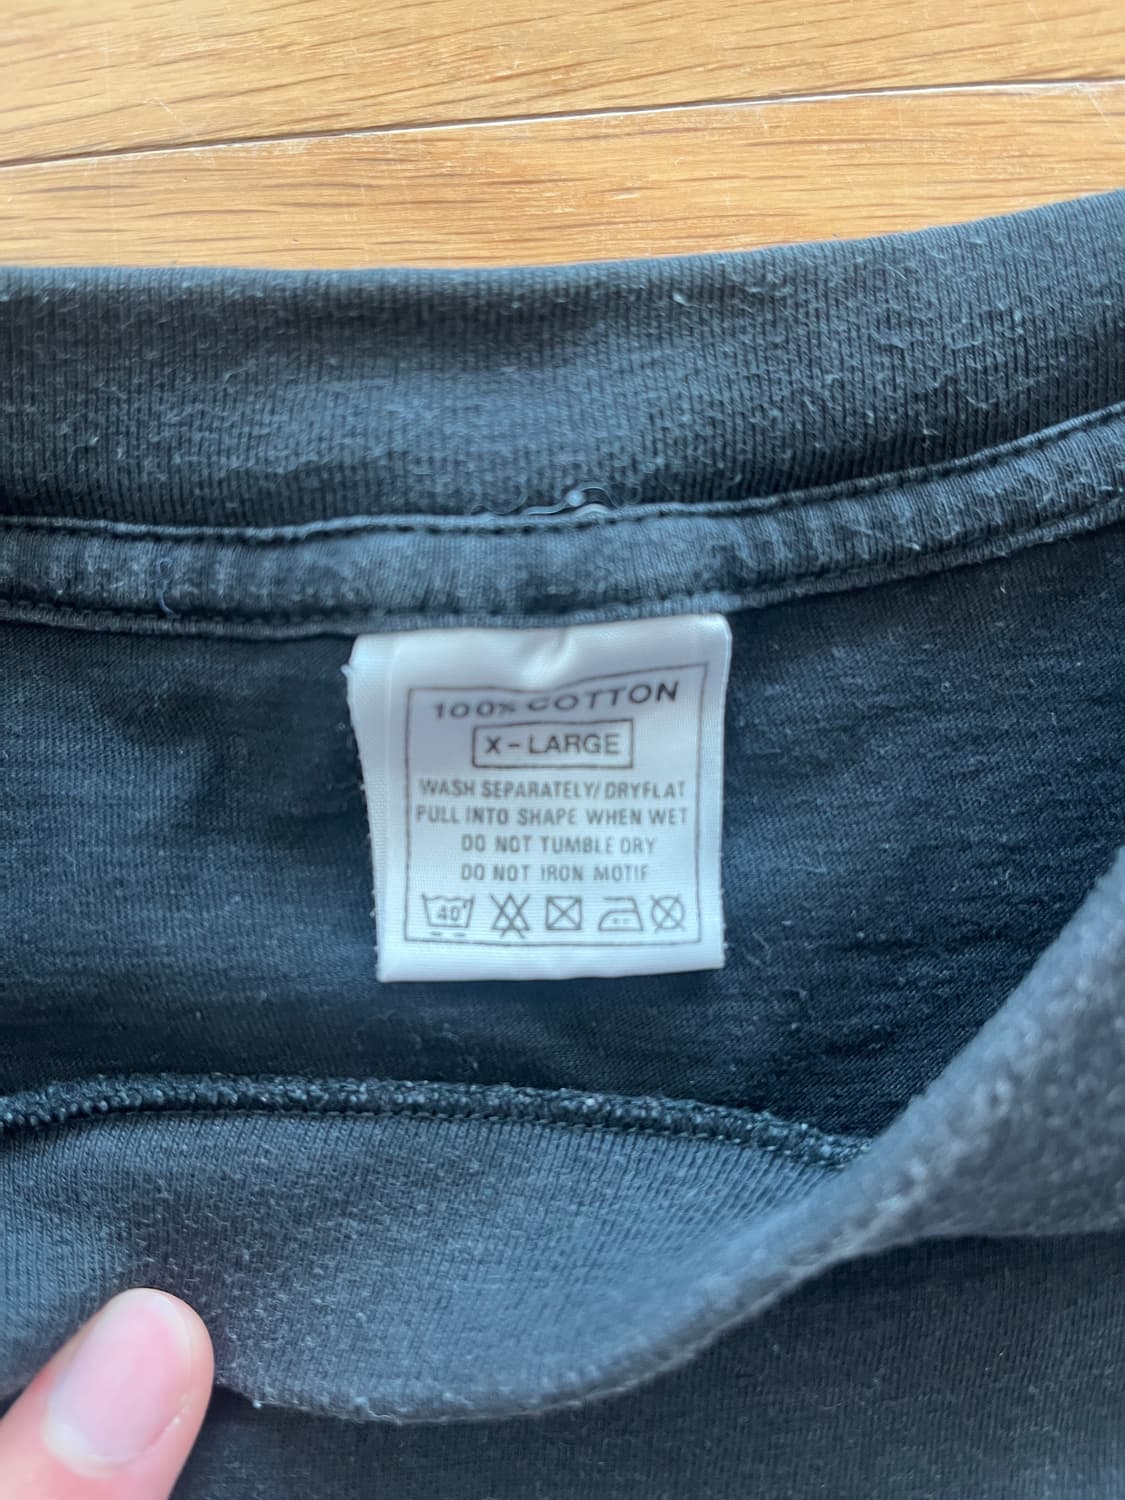 100% COTTON
X-LARGE
WASH SEPARATELY/DRYFLAT
PULL INTO SHAPE WHEN WET
DO NOT TUMBLE DRY
DO NOT IRON MOTIF
40°